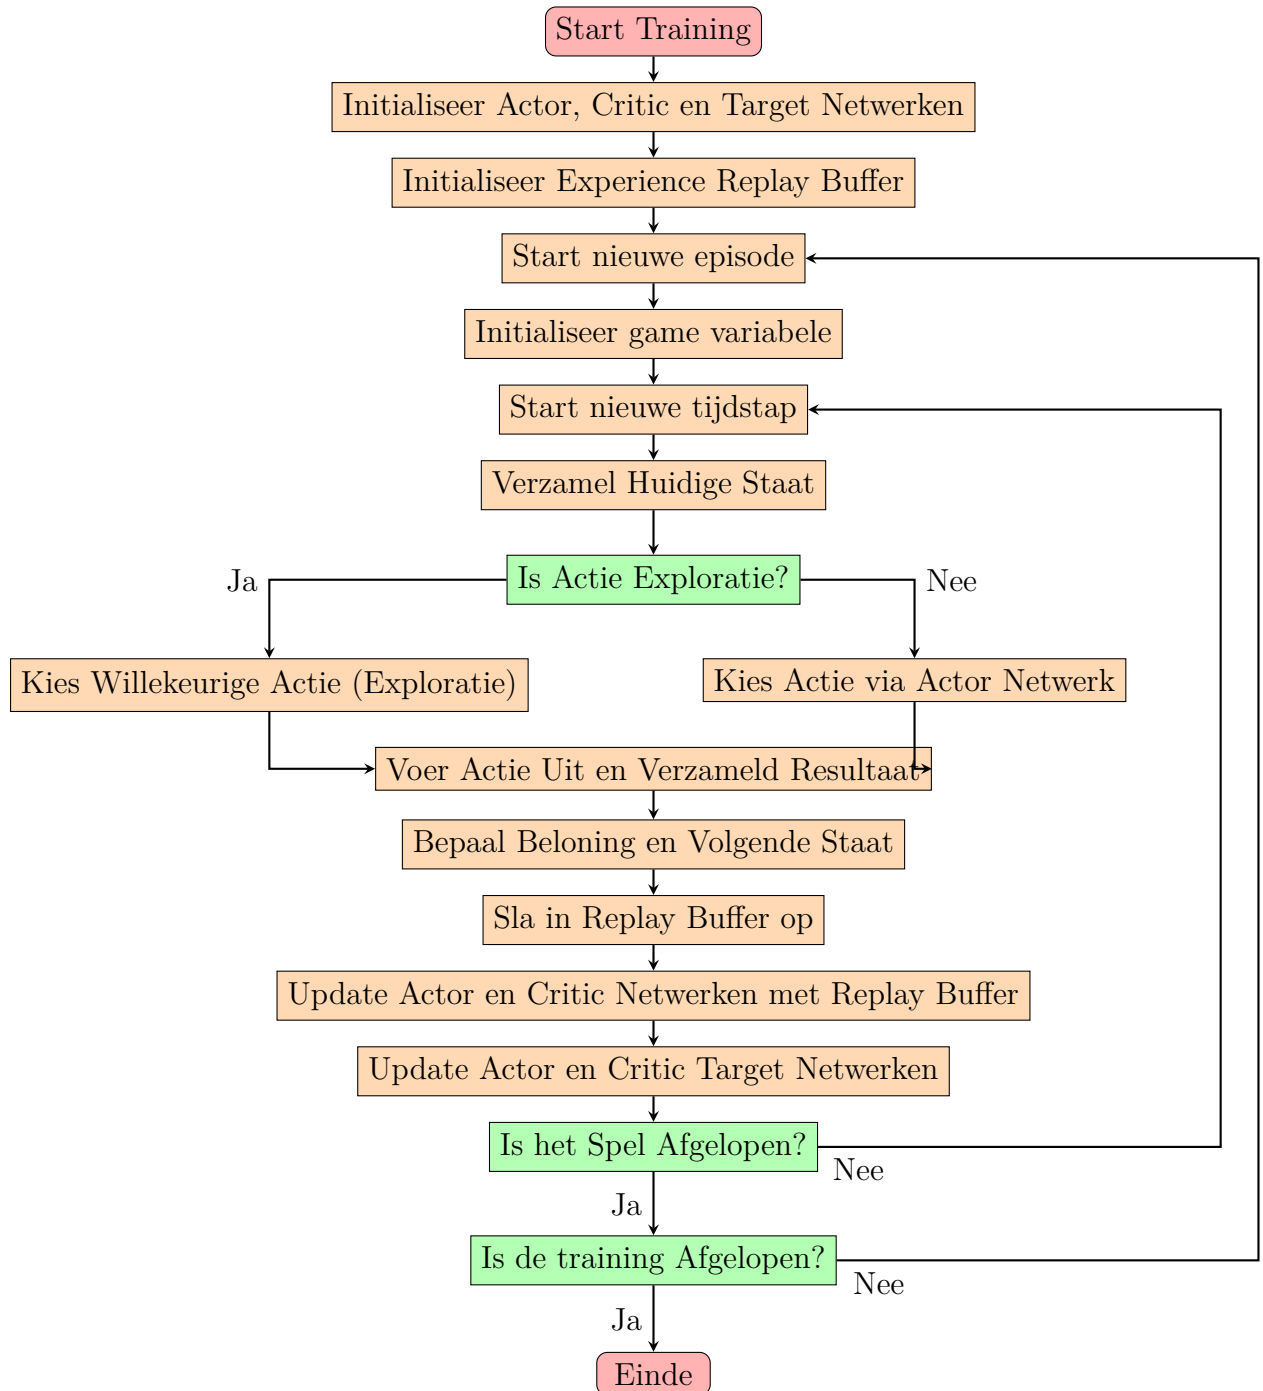 Start Training
Initialiseer Actor, Critic en Target Netwerken
Initialiseer Experience Replay Buffer
Start nieuwe episode
Initialiseer game variabele
Start nieuwe tijdstap
Verzamel Huidige Staat
Is Actie Exploratie?
Ja
Nee
Kies Willekeurige Actie (Exploratie)
Kies Actie via Actor Netwerk
Voer Actie Uit en Verzameld Resultaat
Bepaal Beloning en Volgende Staat
Sla in Replay Buffer op
Update Actor en Critic Netwerken met Replay Buffer
Update Actor en Critic Target Netwerken
Is het Spel Afgelopen?
Nee
Ja
Is de training Afgelopen?
Nee
Ja
Einde